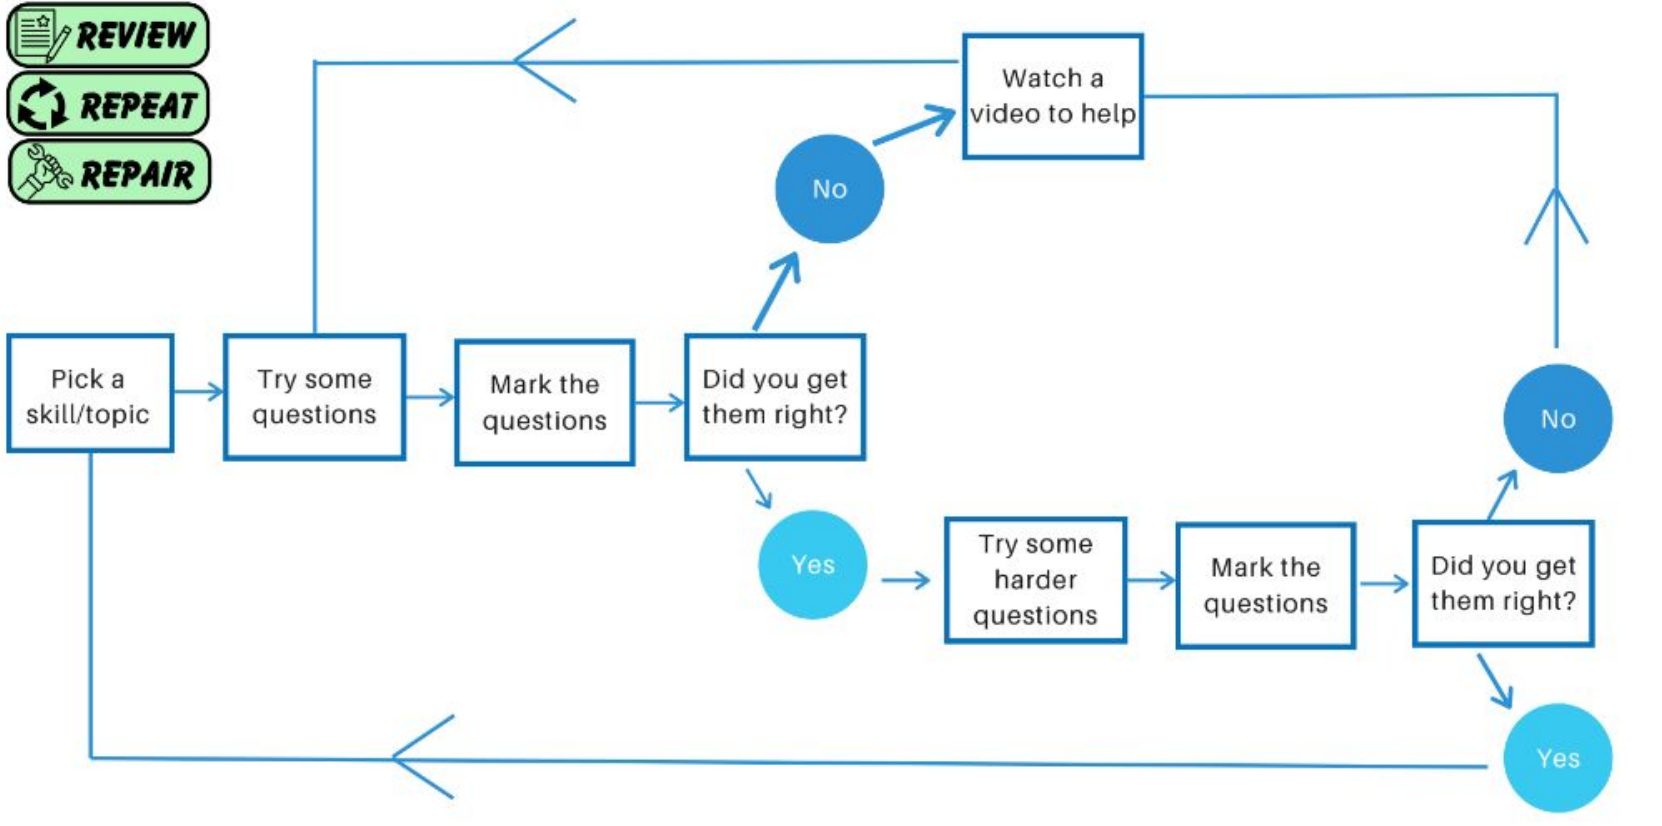 REVIEW
REPEAT
REPAIR
Watch a
video to help
No
Pick a
skill/topic
Try some
questions
Mark the
questions
Did you get
them right?
No
Yes
Try some
harder
questions
Mark the
questions
Did you get
them right?
Yes